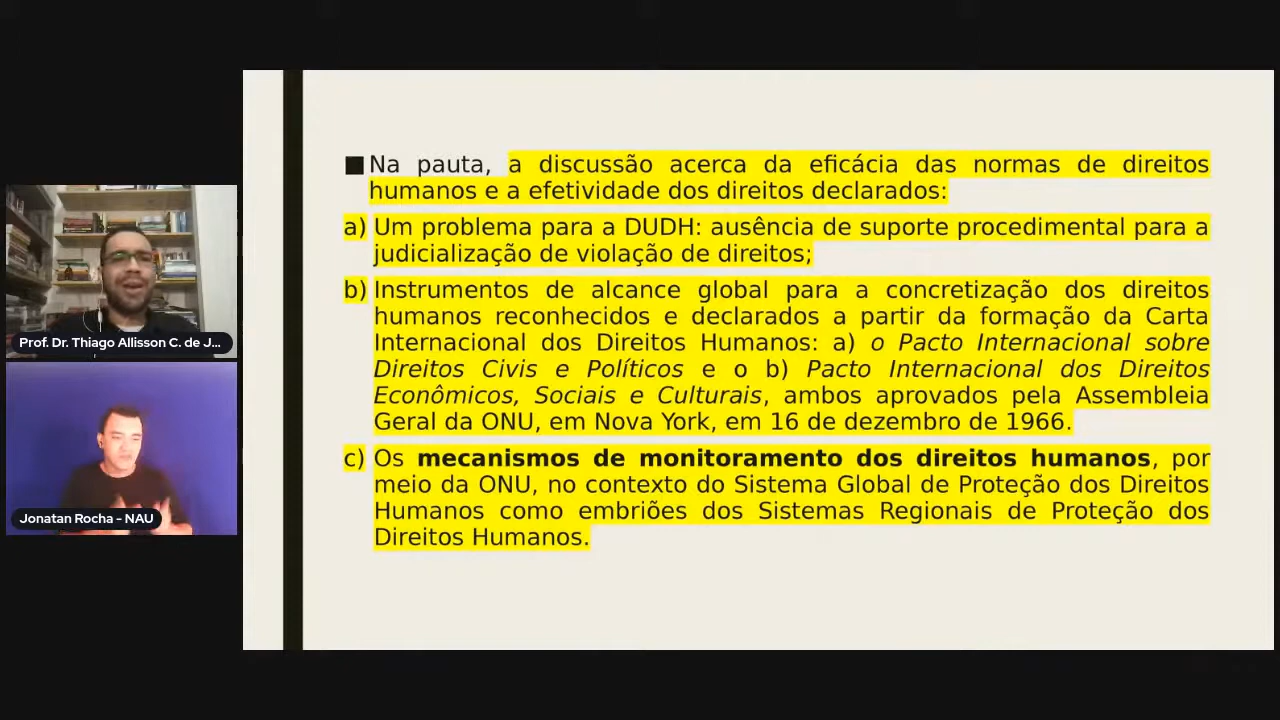 Na pauta, a discussão acerca da eficácia das normas de direitos
humanos e a efetividade dos direitos declarados:
a) Um problema para a DUDH: ausência de suporte procedimental para a
judicialização de violação de direitos;
b) Instrumentos de alcance global para a concretização dos direitos
humanos reconhecidos e declarados a partir da formação da Carta
Internacional dos Direitos Humanos: a) o Pacto Internacional sobre
Direitos Civis e Políticos e o b) Pacto Internacional dos Direitos
Econômicos, Sociais e Culturais, ambos aprovados pela Assembleia
Geral da ONU, em Nova York, em 16 de dezembro de 1966.
c) Os mecanismos de monitoramento dos direitos humanos, por
meio da ONU, no contexto do Sistema Global de Proteção dos Direitos
Humanos como embriões dos Sistemas Regionais de Proteção dos
Direitos Humanos.
Prof. Dr. Thiago Allisson C. de J...
Jonatan Rocha - NAU